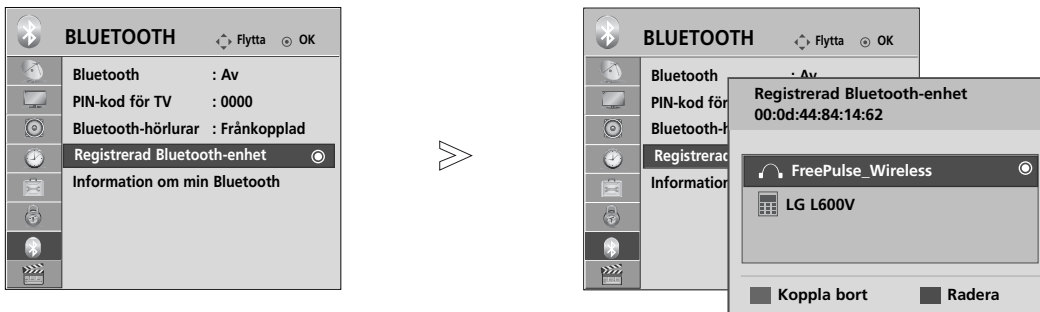 BLUETOOTH Flytta OK
Bluetooth : Av
PIN-kod för TV : 0000
Bluetooth-hörlurar : Frånkopplad
Registrerad Bluetooth-enhet
Information om min Bluetooth
BLUETOOTH Flytta OK
Bluetooth : Av
PIN-kod för
Bluetooth-h
Registrerad
Information
Registrerad Bluetooth-enhet
00:0d:44:84:14:62
FreePulse_Wireless
LG L600V
Koppla bort Radera